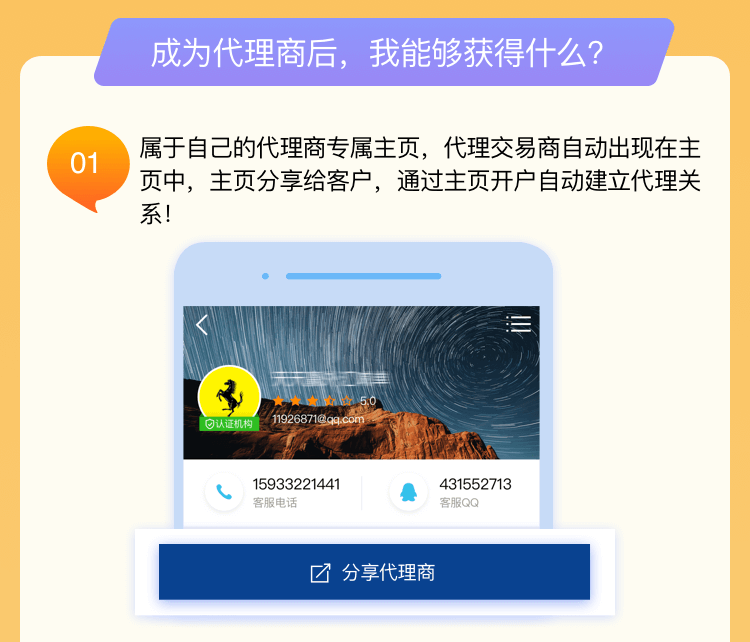 成为代理商后，我能够获得什么？
01
属于自己的代理商专属主页，代理交易商自动出现在主
页中，主页分享给客户，通过主页开户自动建立代理关
系！
5.0
认证机构
11926871@qq.com
15933221441
431552713
客服电话
客服QQ
分享代理商